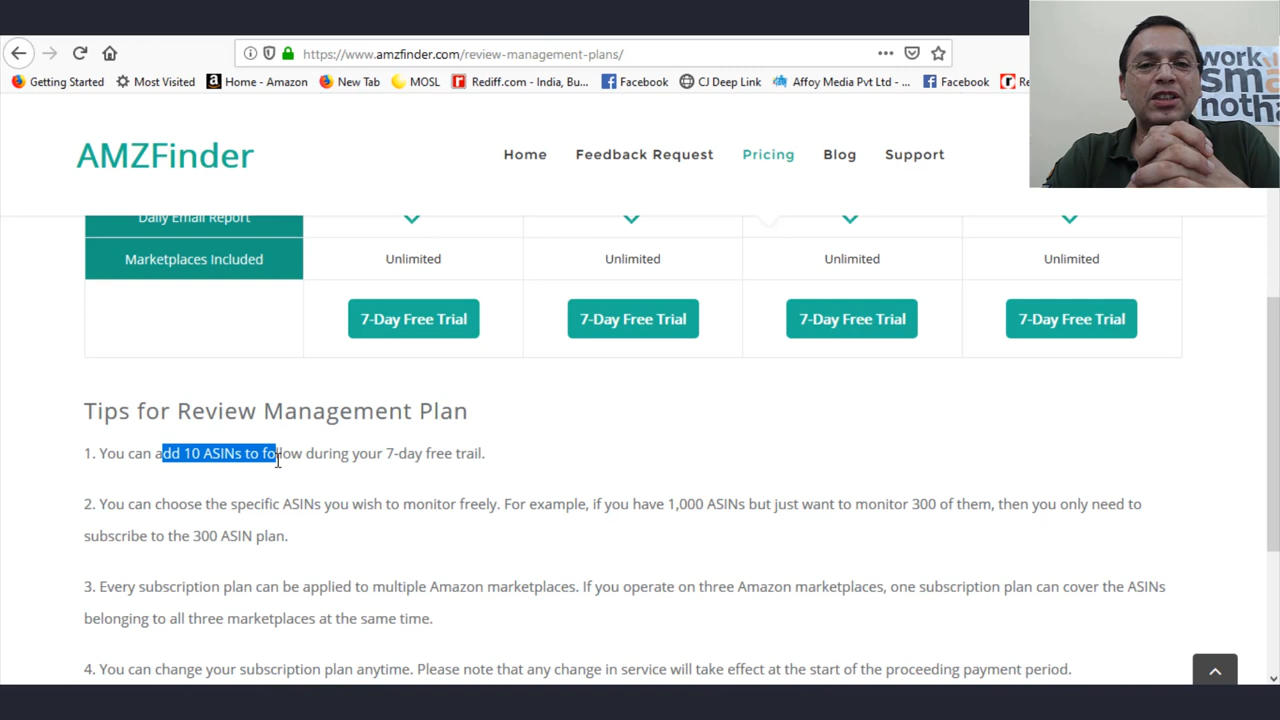 https://www.amzfinder.com/review-management-plans/
Getting Started
Most Visited
Home - Amazon
New Tab
MOSL
Rediff.com - India, Bu...
Facebook
CJ Deep Link
Affoy Media Pvt Ltd - ...
Facebook
Re
work
sm
notha
AMZFinder
Home
Feedback Request
Pricing
Blog
Support
Daily Email Report
Marketplaces Included
Unlimited
Unlimited
Unlimited
Unlimited
7-Day Free Trial
7-Day Free Trial
7-Day Free Trial
7-Day Free Trial
Tips for Review Management Plan
1. You can add 10 ASINs to follow during your 7-day free trail.
2. You can choose the specific ASINs you wish to monitor freely. For example, if you have 1,000 ASINs but just want to monitor 300 of them, then you only need to
subscribe to the 300 ASIN plan.
3. Every subscription plan can be applied to multiple Amazon marketplaces. If you operate on three Amazon marketplaces, one subscription plan can cover the ASINs
belonging to all three marketplaces at the same time.
4. You can change your subscription plan anytime. Please note that any change in service will take effect at the start of the proceeding payment period.